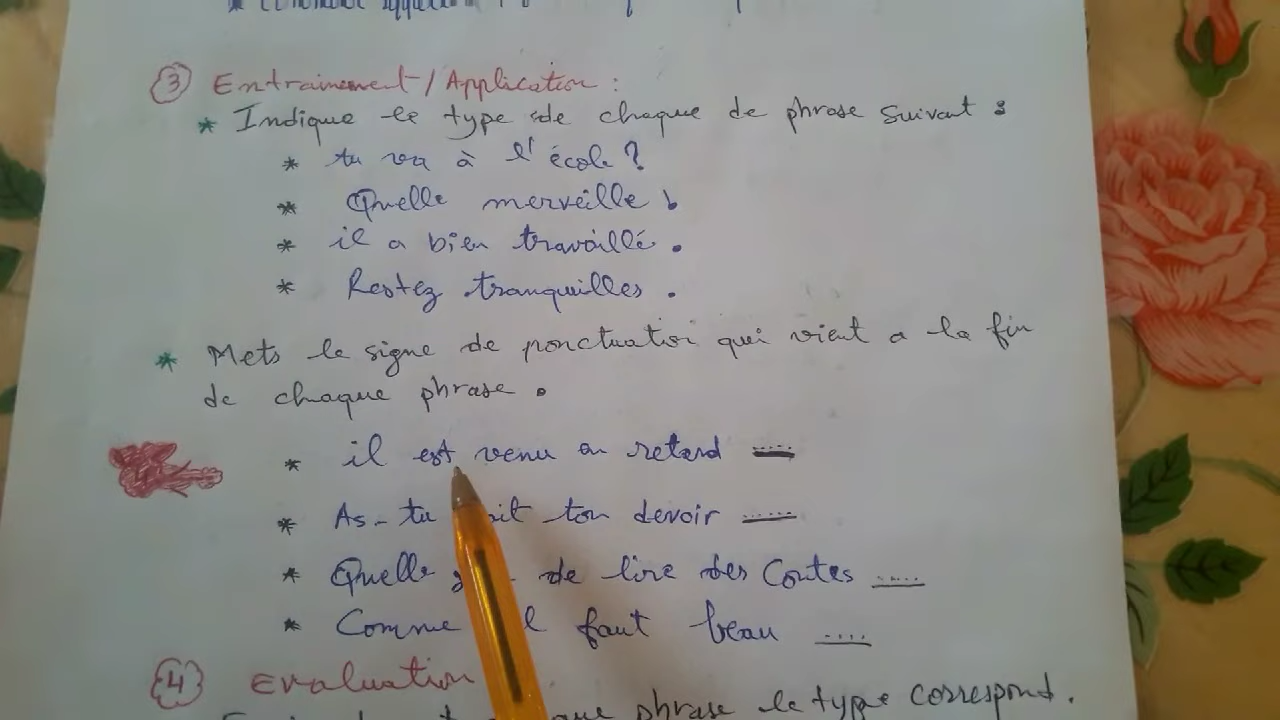 ③ Entrainement / Application :
* Indique le type de chaque de phrase suivant :
* tu va à l'école ?
* Quelle merveille !
* il a bien travaillé .
* Restez tranquilles .
* Mets le signe de ponctuation qui vient a la fin
de chaque phrase .
* il est venu en retard .....
* As-tu ton devoir .....
* Quelle de lire des Contes .....
* Comme faut beau ....
④ Evaluation
phrase le type correspond.